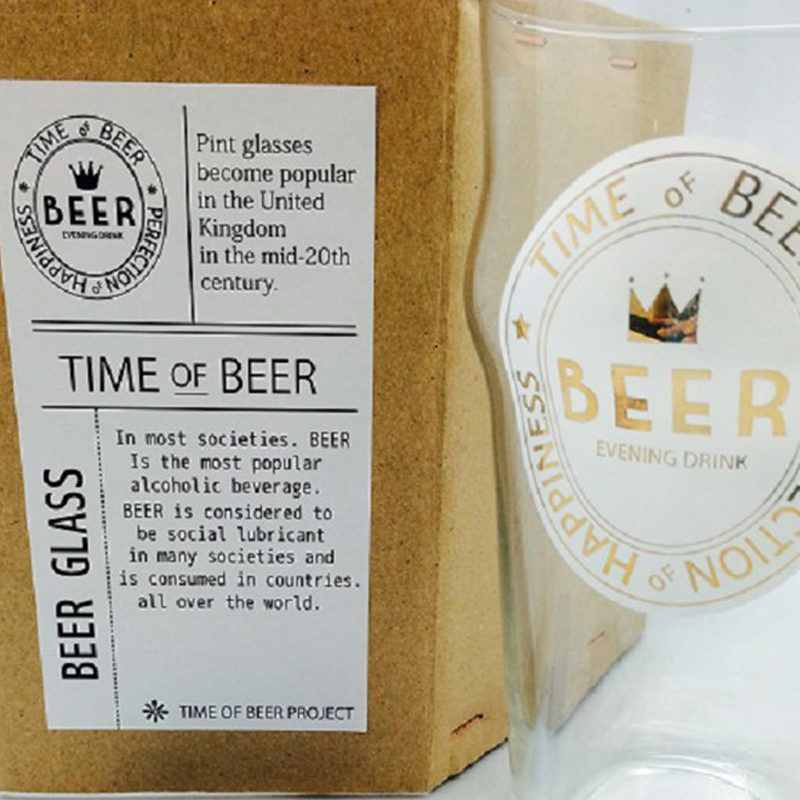 TIME OF BEER
BEER
EVENING DRINK
PERFECTION OF HAPPINESS
Pint glasses
become popular
in the United
Kingdom
in the mid-20th
century.
TIME OF BEER
BEER GLASS
In most societies. BEER
Is the most popular
alcoholic beverage.
BEER is considered to
be social lubricant
in many societies and
is consumed in countries.
all over the world.
TIME OF BEER PROJECT
TIME OF BEE
BEER
EVENING DRINK
CTION OF HAPPINESS